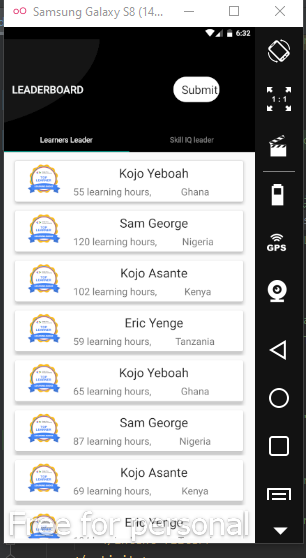 Samsung Galaxy S8 (14...
6:32
LEADERBOARD
Submit
Learners Leader
Skill IQ leader
Kojo Yeboah
55 learning hours, Ghana
Sam George
120 learning hours, Nigeria
Kojo Asante
102 learning hours, Kenya
Eric Yenge
59 learning hours, Tanzania
Kojo Yeboah
65 learning hours, Ghana
Sam George
87 learning hours, Nigeria
Kojo Asante
69 learning hours, Kenya
Eric Yenge
Free for personal
1:1
GPS